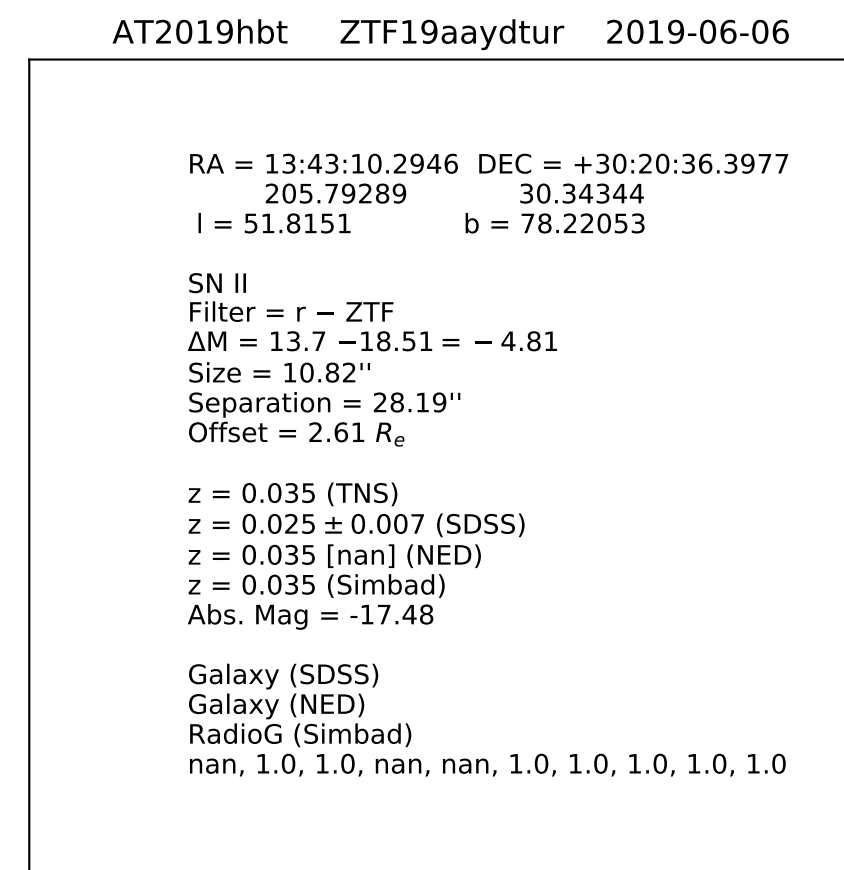 AT2019hbt ZTF19aaydtur 2019-06-06
RA = 13:43:10.2946 DEC = +30:20:36.3977
205.79289 30.34344
l = 51.8151 b = 78.22053
SN II
Filter = r − ZTF
ΔM = 13.7 −18.51 = − 4.81
Size = 10.82''
Separation = 28.19''
Offset = 2.61 Re
z = 0.035 (TNS)
z = 0.025 ± 0.007 (SDSS)
z = 0.035 [nan] (NED)
z = 0.035 (Simbad)
Abs. Mag = -17.48
Galaxy (SDSS)
Galaxy (NED)
RadioG (Simbad)
nan, 1.0, 1.0, nan, nan, 1.0, 1.0, 1.0, 1.0, 1.0